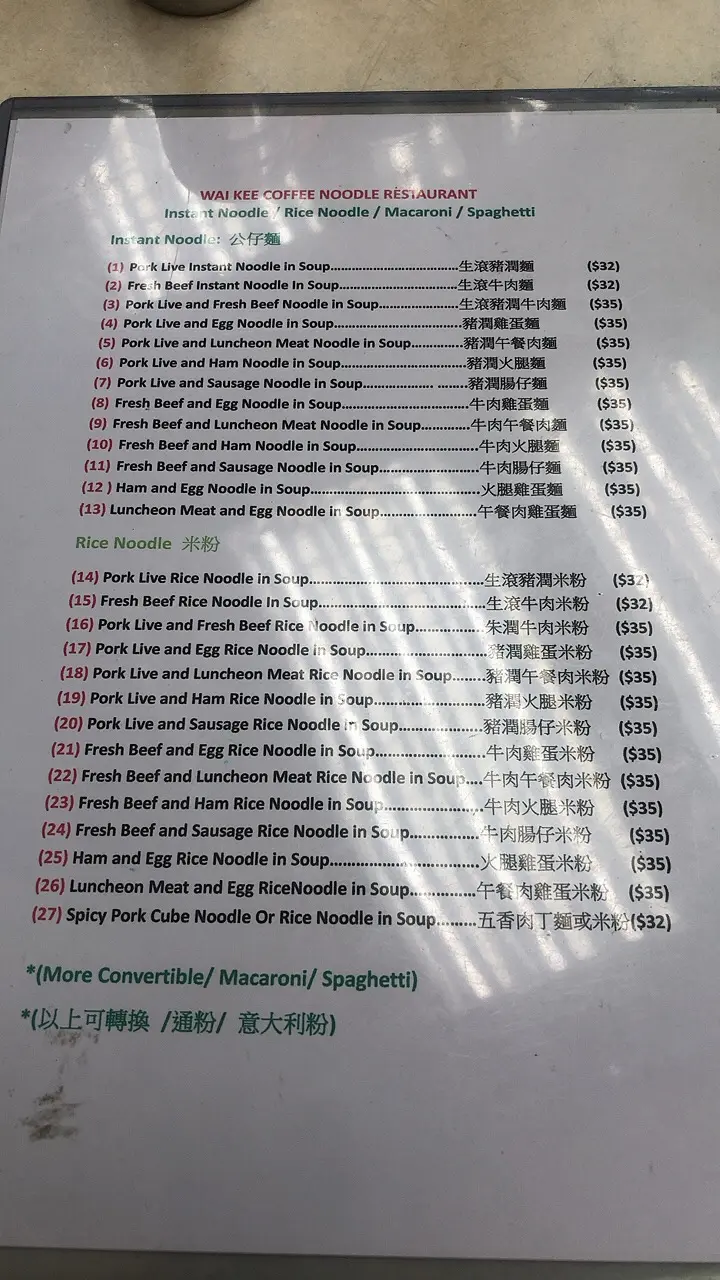 WAI KEE COFFEE NOODLE RESTAURANT
Instant Noodle / Rice Noodle / Macaroni / Spaghetti
Instant Noodle: 公仔麵
(1) Pork Live Instant Noodle in Soup........................................生滾豬潤麵 ($32)
(2) Fresh Beef Instant Noodle In Soup......................................生滾牛肉麵 ($32)
(3) Pork Live and Fresh Beef Noodle in Soup.........................生滾豬潤牛肉麵 ($35)
(4) Pork Live and Egg Noodle in Soup........................................豬潤雞蛋麵 ($35)
(5) Pork Live and Luncheon Meat Noodle in Soup................豬潤午餐肉麵 ($35)
(6) Pork Live and Ham Noodle in Soup......................................豬潤火腿麵 ($35)
(7) Pork Live and Sausage Noodle in Soup ................. ........豬潤腸仔麵 ($35)
(8) Fresh Beef and Egg Noodle in Soup.......................................牛肉雞蛋麵 ($35)
(9) Fresh Beef and Luncheon Meat Noodle in Soup...............牛肉午餐肉麵 ($35)
(10) Fresh Beef and Ham Noodle in Soup.....................................牛肉火腿麵 ($35)
(11) Fresh Beef and Sausage Noodle in Soup..............................牛肉腸仔麵 ($35)
(12 ) Ham and Egg Noodle in Soup....................................................火腿雞蛋麵 ($35)
(13) Luncheon Meat and Egg Noodle in Soup.............................午餐肉雞蛋麵 ($35)
Rice Noodle 米粉
(14) Pork Live Rice Noodle in Soup...................................................生滾豬潤米粉 ($32)
(15) Fresh Beef Rice Noodle In Soup.................................................生滾牛肉米粉 ($32)
(16) Pork Live and Fresh Beef Rice Noodle in Soup....................朱潤牛肉米粉 ($35)
(17) Pork Live and Egg Rice Noodle in Soup...................................豬潤雞蛋米粉 ($35)
(18) Pork Live and Luncheon Meat Rice Noodle in Soup.........豬潤午餐肉米粉 ($35)
(19) Pork Live and Ham Rice Noodle in Soup.................................豬潤火腿米粉 ($35)
(20) Pork Live and Sausage Rice Noodle in Soup........................豬潤腸仔米粉 ($35)
(21) Fresh Beef and Egg Rice Noodle in Soup................................牛肉雞蛋米粉 ($35)
(22) Fresh Beef and Luncheon Meat Rice Noodle in Soup.....牛肉午餐肉米粉 ($35)
(23) Fresh Beef and Ham Rice Noodle in Soup.............................牛肉火腿米粉 ($35)
(24) Fresh Beef and Sausage Rice Noodle in Soup....................牛肉腸仔米粉 ($35)
(25) Ham and Egg Rice Noodle in Soup...........................................火腿雞蛋米粉 ($35)
(26) Luncheon Meat and Egg RiceNoodle in Soup...................午餐肉雞蛋米粉 ($35)
(27) Spicy Pork Cube Noodle Or Rice Noodle in Soup...........五香肉丁麵或米粉($32)
*(More Convertible/ Macaroni/ Spaghetti)
*(以上可轉換 /通粉/ 意大利粉)